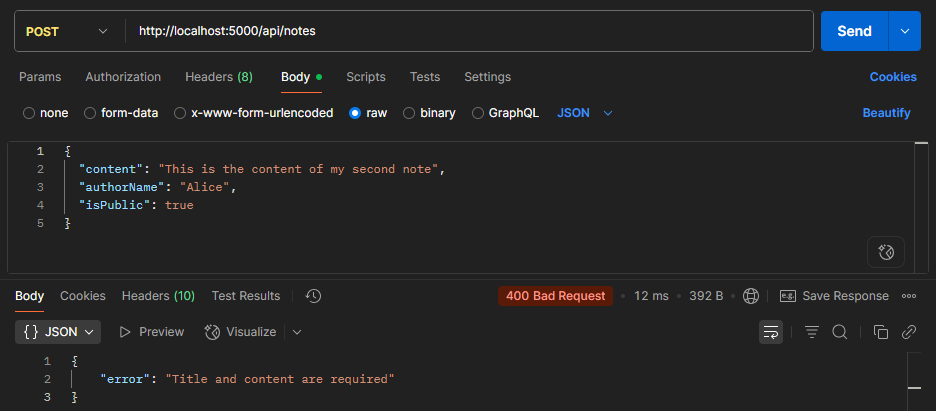 POST http://localhost:5000/api/notes Send
Params Authorization Headers (8) Body Scripts Tests Settings Cookies
none form-data x-www-form-urlencoded raw binary GraphQL JSON Beautify
1 {
2 "content": "This is the content of my second note",
3 "authorName": "Alice",
4 "isPublic": true
5 }
Body Cookies Headers (10) Test Results 400 Bad Request • 12 ms • 392 B • e.g. Save Response
{} JSON Preview Visualize
1 {
2 "error": "Title and content are required"
3 }